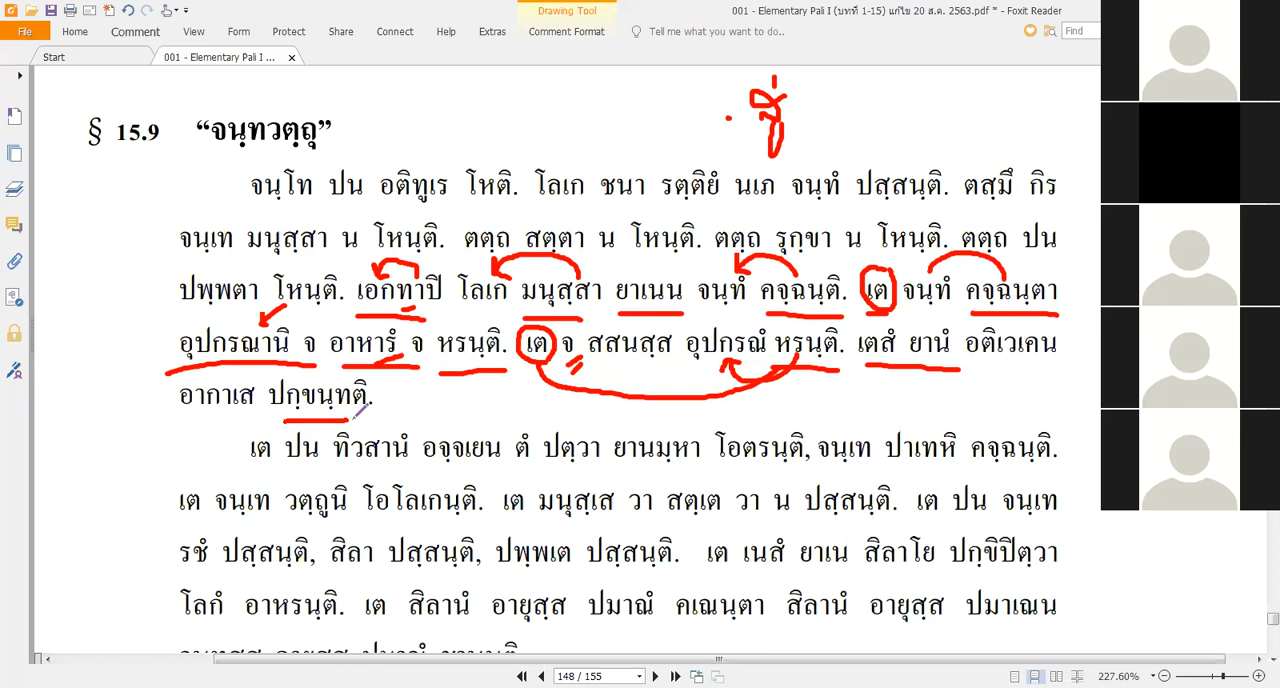 Drawing Tool
001 - Elementary Pali I (บทที่ 1-15) แก้ไข 20 ส.ค. 2563.pdf * - Foxit Reader
File Home Comment View Form Protect Share Connect Help Extras Comment Format Tell me what you want to do.. Find
Start 001 - Elementary Pali I ...
§ 15.9 “จนฺทวตฺถุ”
จนฺโท ปน อติทูเร โหติ. โลเก ชนา รตฺติยํ นเภ จนฺทํ ปสฺสนฺติ. ตสฺมึ กิร
จนฺเท มนุสฺสา น โหนฺติ. ตตฺถ สตฺตา น โหนฺติ. ตตฺถ รุกฺขา น โหนฺติ. ตตฺถ ปน
ปพฺพตา โหนฺติ. เอกทาปิ โลเก มนุสฺสา ยาเนน จนฺทํ คจฺฉนฺติ. เต จนฺทํ คจฺฉนฺตา
อุปกรณานิ จ อาหารํ จ หรนฺติ. เต จ สสนสฺส อุปกรณํ หรนฺติ. เตสํ ยานํ อติเวเคน
อากาเส ปกฺขนฺทติ.
เต ปน ทิวสานํ อจฺจเยน ตํ ปตฺวา ยานมฺหา โอตรนฺติ, จนฺเท ปาเทหิ คจฺฉนฺติ.
เต จนฺเท วตฺถูนิ โอโลเกนฺติ. เต มนุสฺเส วา สตฺเต วา น ปสฺสนฺติ. เต ปน จนฺเท
รชํ ปสฺสนฺติ, สิลา ปสฺสนฺติ, ปพฺพเต ปสฺสนฺติ. เต เนสํ ยาเน สิลาโย ปกฺขิปิตฺวา
โลกํ อาหรนฺติ. เต สิลานํ อายุสฺส ปมาณํ คเณนฺตา สิลานํ อายุสฺส ปมาเณน
148 / 155
227.60%